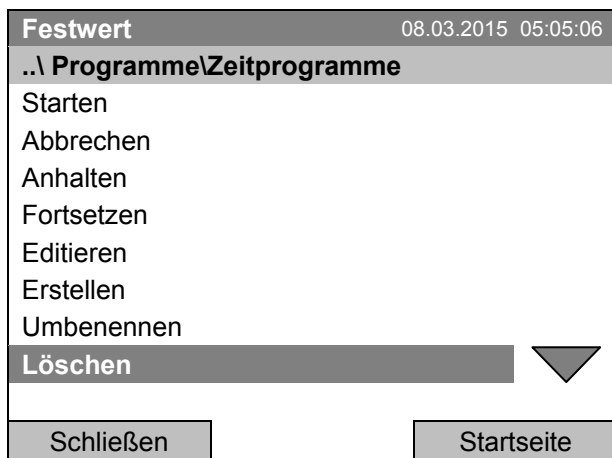 Festwert 08.03.2015 05:05:06
..\ Programme\Zeitprogramme
Starten
Abbrechen
Anhalten
Fortsetzen
Editieren
Erstellen
Umbenennen
Löschen
Schließen Startseite